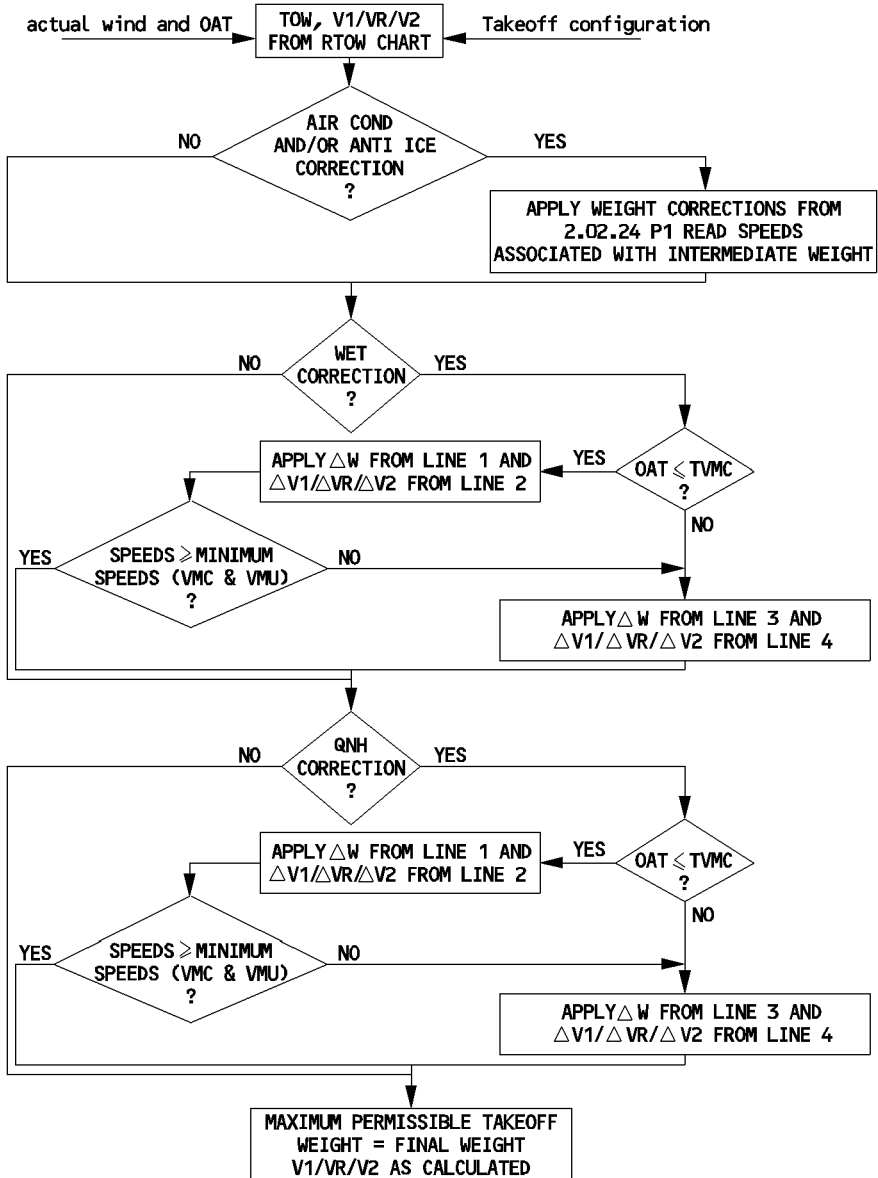 actual wind and OAT
TOW, V1/VR/V2
FROM RTOW CHART
Takeoff configuration
AIR COND
AND/OR ANTI ICE
CORRECTION
?
NO
YES
APPLY WEIGHT CORRECTIONS FROM
2.02.24 P1 READ SPEEDS
ASSOCIATED WITH INTERMEDIATE WEIGHT
WET
CORRECTION
?
NO
YES
OAT ⩽ TVMC
?
YES
NO
APPLY △W FROM LINE 1 AND
△V1/△VR/△V2 FROM LINE 2
SPEEDS ⩾ MINIMUM
SPEEDS (VMC & VMU)
?
YES
NO
APPLY △ W FROM LINE 3 AND
△V1/△ VR/△ V2 FROM LINE 4
QNH
CORRECTION
?
NO
YES
OAT ⩽ TVMC
?
YES
NO
APPLY △W FROM LINE 1 AND
△V1/△VR/△V2 FROM LINE 2
SPEEDS ⩾ MINIMUM
SPEEDS (VMC & VMU)
?
YES
NO
APPLY △ W FROM LINE 3 AND
△V1/△ VR/△ V2 FROM LINE 4
MAXIMUM PERMISSIBLE TAKEOFF
WEIGHT = FINAL WEIGHT
V1/VR/V2 AS CALCULATED